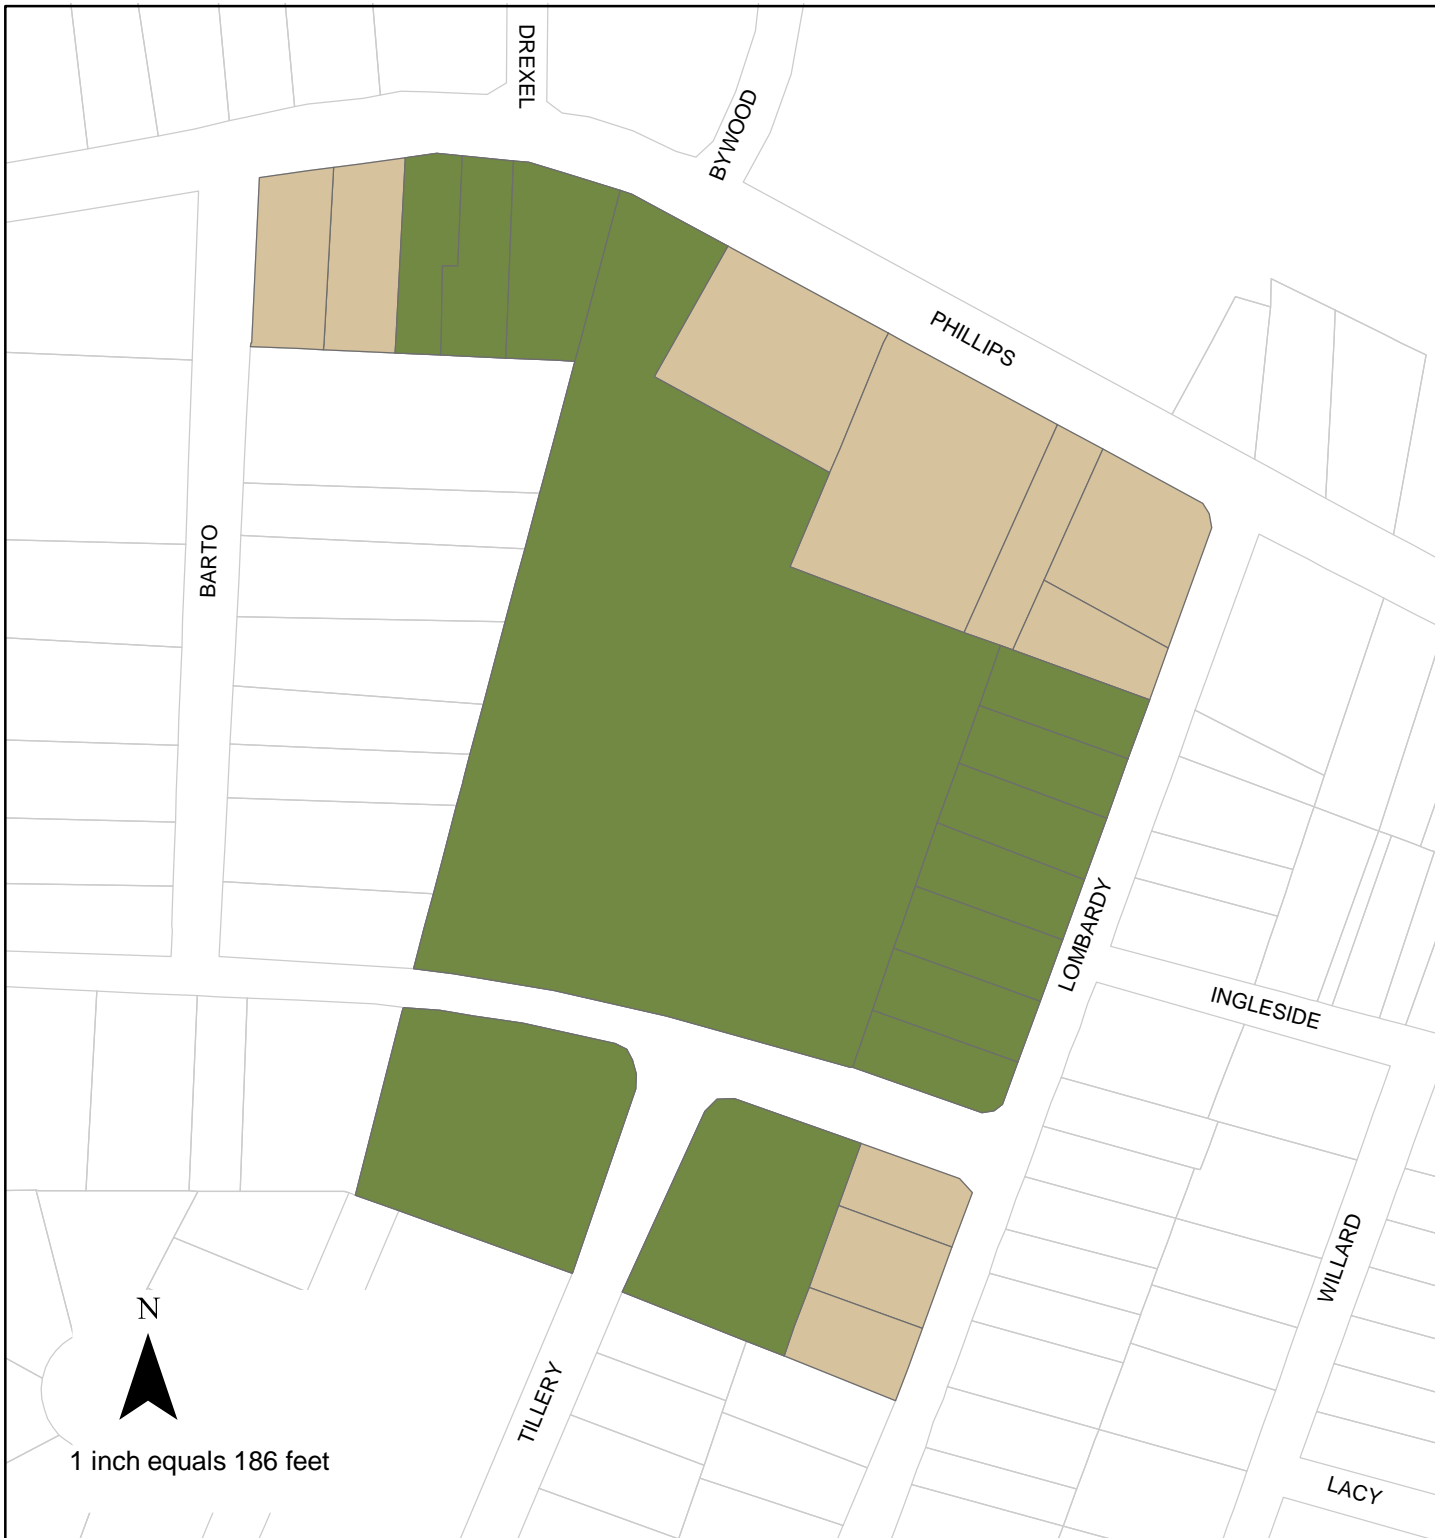 DREXEL
BYWOOD
PHILLIPS
BARTO
LOMBARDY
INGLESIDE
WILLARD
N
TILLERY
1 inch equals 186 feet
LACY